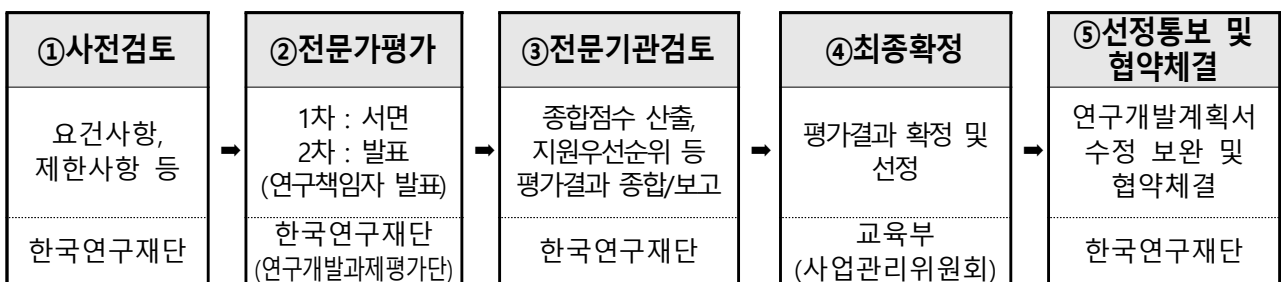 ①사전검토
요건사항,
제한사항 등
한국연구재단
➡
②전문가평가
1차 : 서면
2차 : 발표
(연구책임자 발표)
한국연구재단
(연구개발과제평가단)
➡
③전문기관검토
종합점수 산출,
지원우선순위 등
평가결과 종합/보고
한국연구재단
➡
④최종확정
평가결과 확정 및
선정
교육부
(사업관리위원회)
➡
⑤선정통보 및
협약체결
연구개발계획서
수정 보완 및
협약체결
한국연구재단